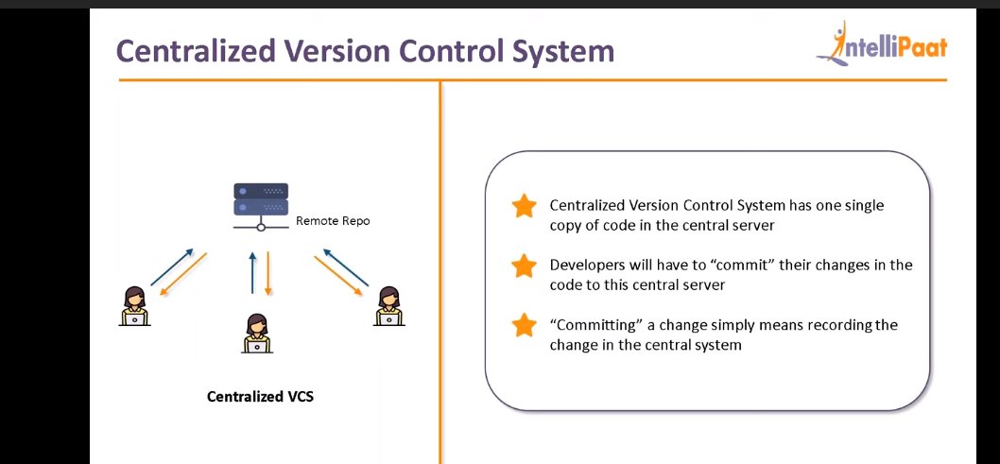 Centralized Version Control System
IntelliPaat
Remote Repo
Centralized VCS
Centralized Version Control System has one single
copy of code in the central server
Developers will have to “commit” their changes in the
code to this central server
“Committing” a change simply means recording the
change in the central system